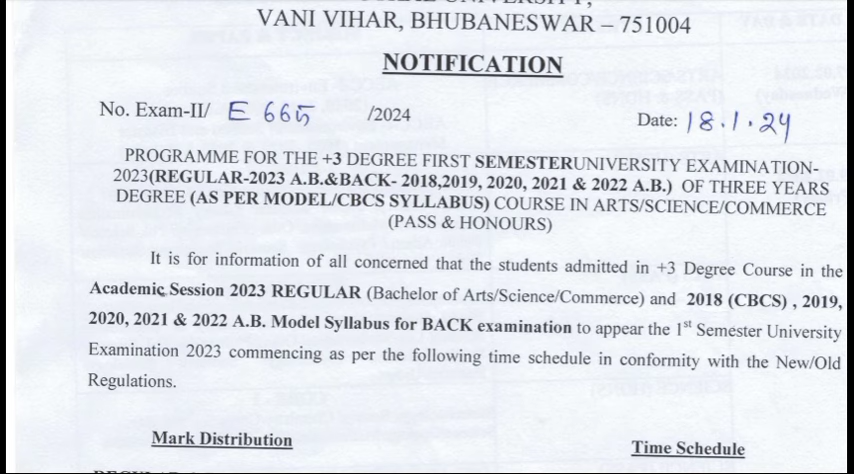 VANI VIHAR, BHUBANESWAR – 751004
NOTIFICATION
No. Exam-II/ E 665 /2024
Date: 18.1.24
PROGRAMME FOR THE +3 DEGREE FIRST SEMESTERUNIVERSITY EXAMINATION-
2023(REGULAR-2023 A.B.&BACK- 2018,2019, 2020, 2021 & 2022 A.B.) OF THREE YEARS
DEGREE (AS PER MODEL/CBCS SYLLABUS) COURSE IN ARTS/SCIENCE/COMMERCE
(PASS & HONOURS)
It is for information of all concerned that the students admitted in +3 Degree Course in the
Academic Session 2023 REGULAR (Bachelor of Arts/Science/Commerce) and 2018 (CBCS) , 2019,
2020, 2021 & 2022 A.B. Model Syllabus for BACK examination to appear the 1st Semester University
Examination 2023 commencing as per the following time schedule in conformity with the New/Old
Regulations.
Mark Distribution
Time Schedule